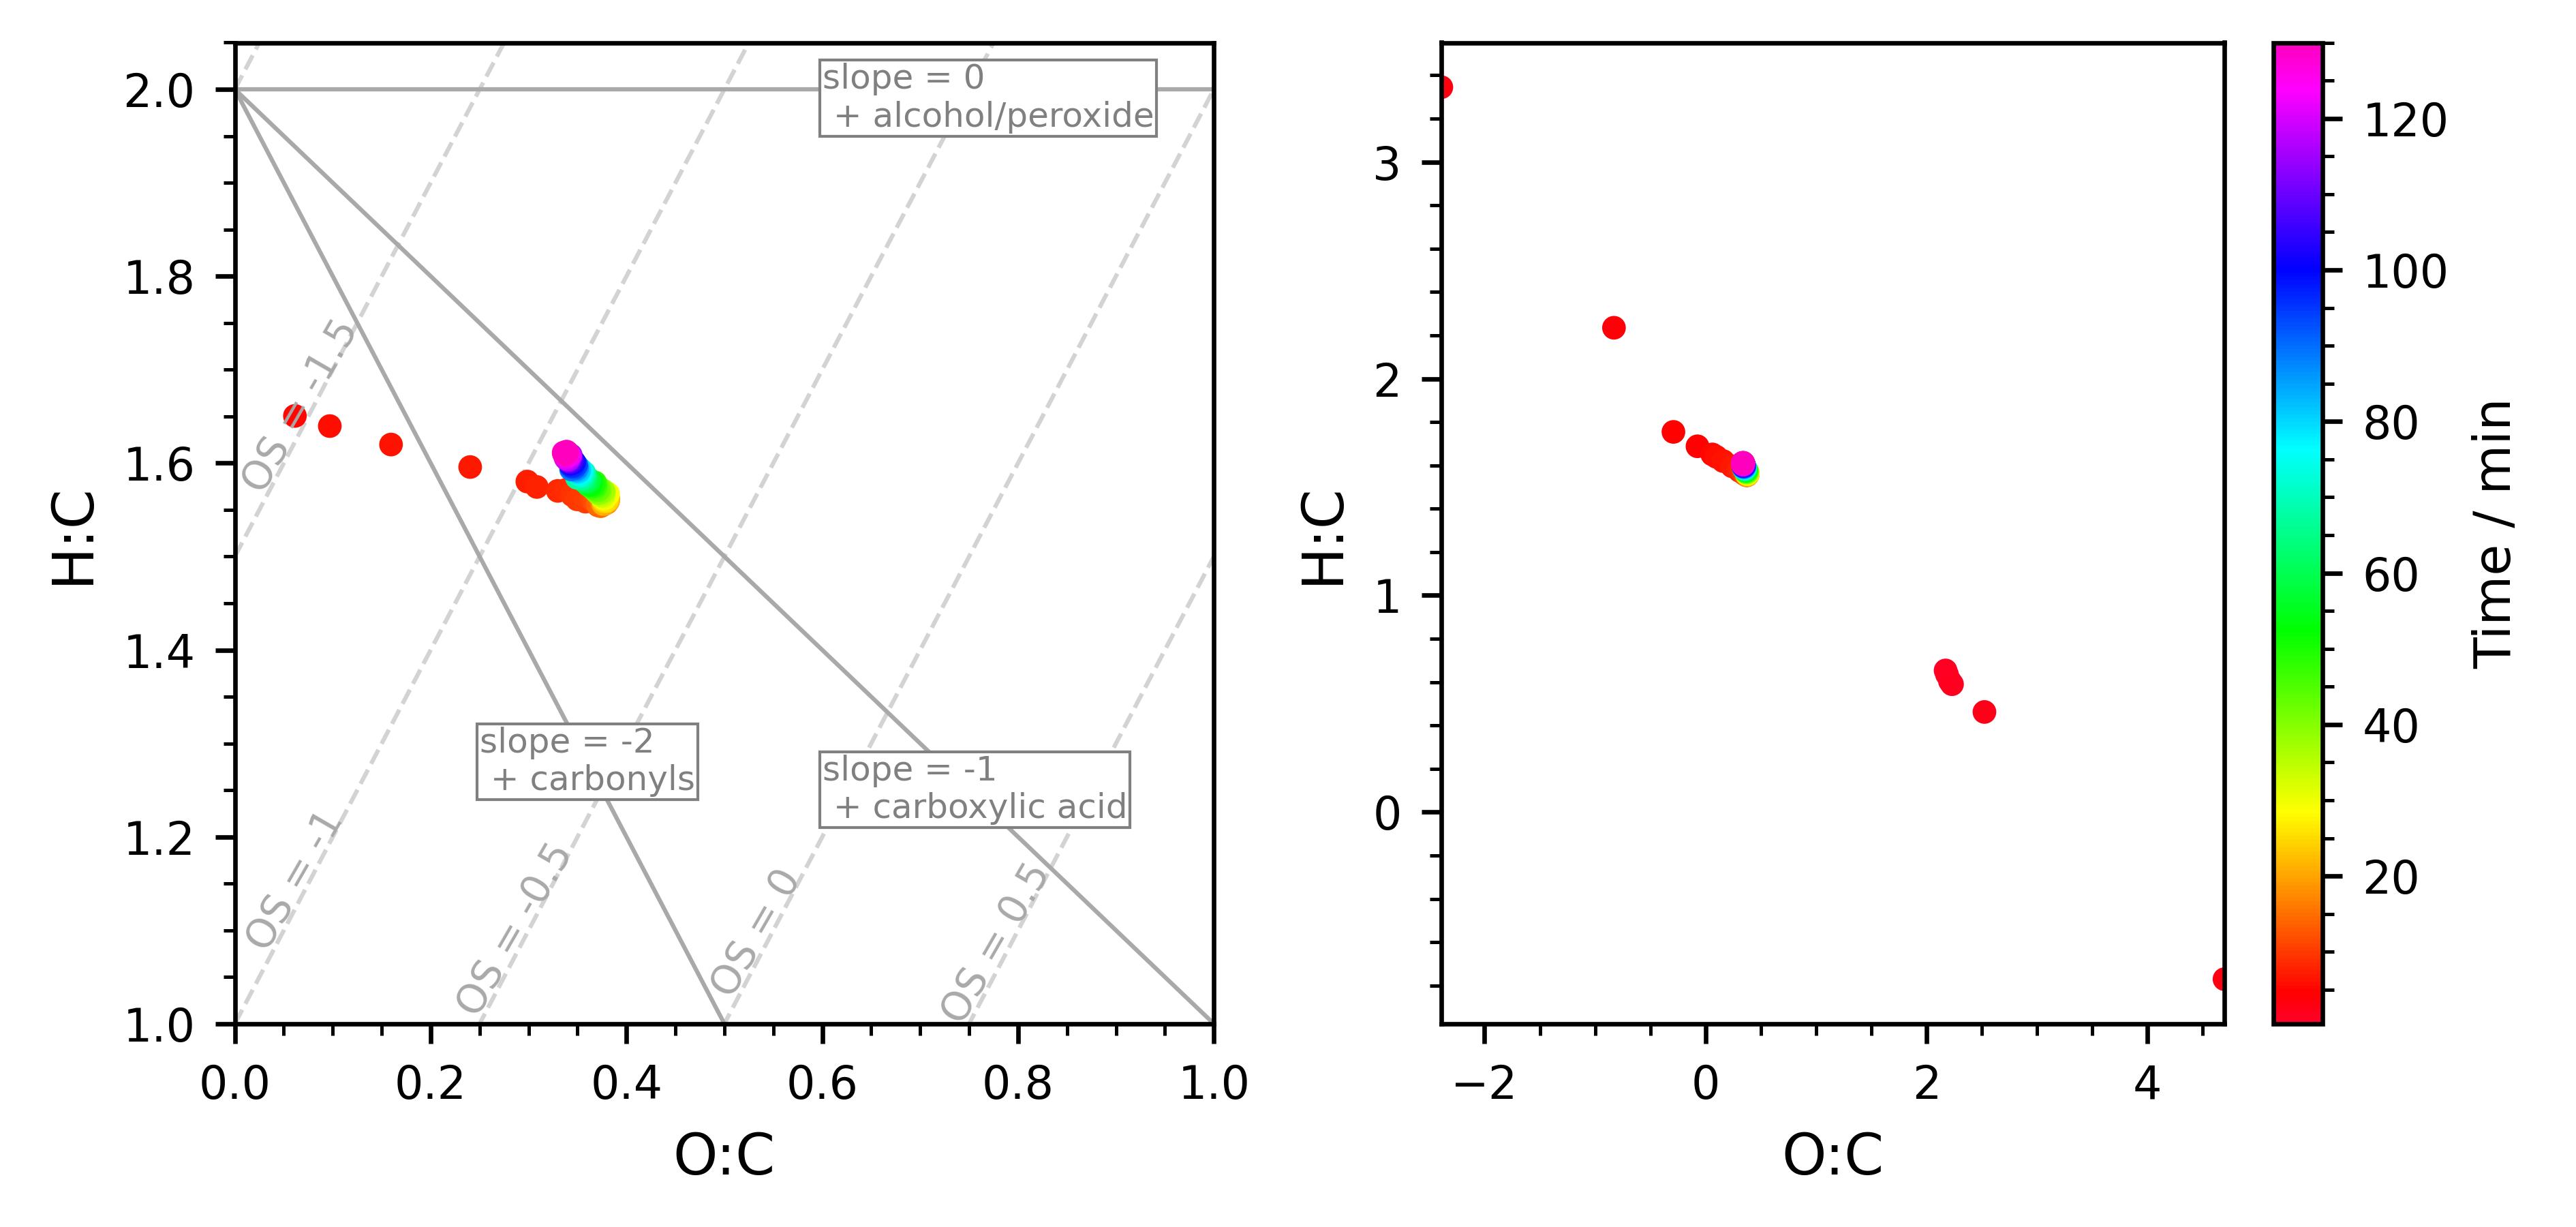 2.0
1.8
1.6
1.4
1.2
1.0
H:C
0.0
0.2
0.4
0.6
0.8
1.0
O:C
slope = 0
+ alcohol/peroxide
slope = -2
+ carbonyls
slope = -1
+ carboxylic acid
OS = -1.5
OS = -1
OS = -0.5
OS = 0
OS = 0.5
3
2
1
0
H:C
−2
0
2
4
O:C
120
100
80
60
40
20
Time / min